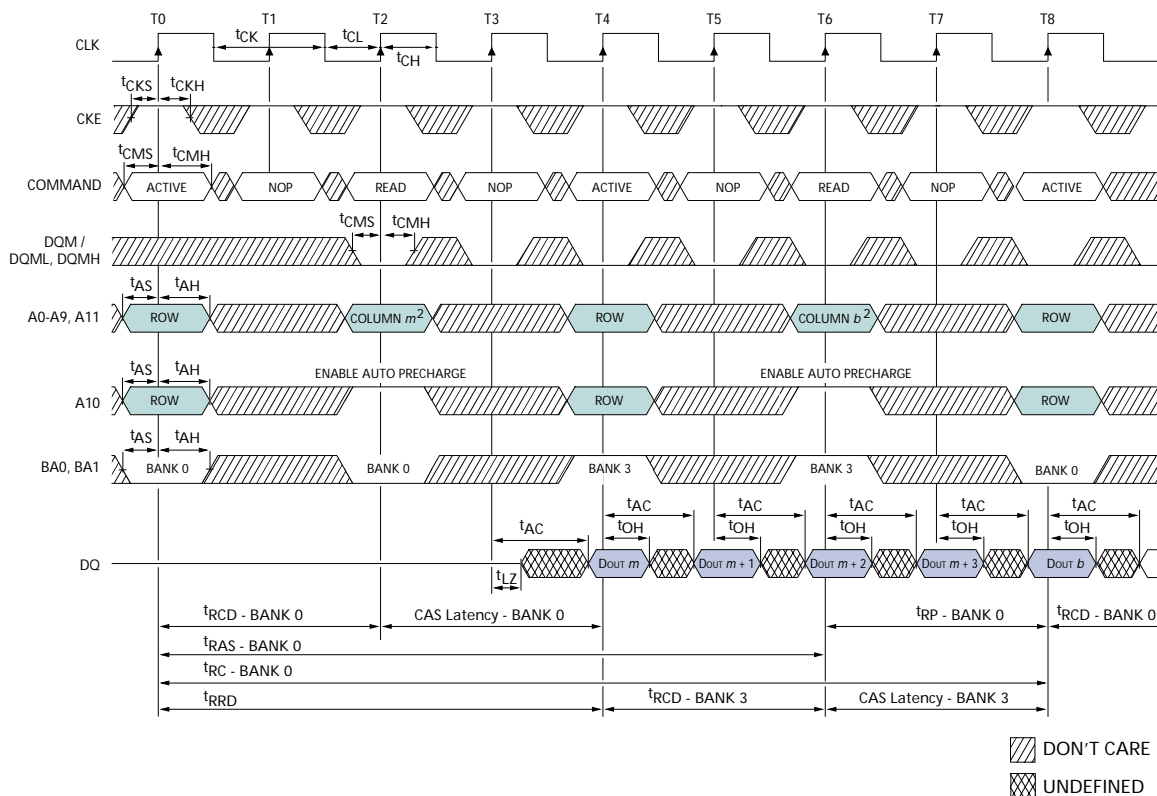 T0 T1 T2 T3 T4 T5 T6 T7 T8
CLK
tCK tCL
tCH
tCKS tCKH
CKE
tCMS tCMH
COMMAND ACTIVE NOP READ NOP ACTIVE NOP READ NOP ACTIVE
tCMS tCMH
DQM /
DQML, DQMH
tAS tAH
A0-A9, A11 ROW COLUMN m2 ROW COLUMN b2 ROW
tAS tAH ENABLE AUTO PRECHARGE ENABLE AUTO PRECHARGE
A10 ROW ROW ROW
tAS tAH
BA0, BA1 BANK 0 BANK 0 BANK 3 BANK 3 BANK 0
tAC tAC tAC tAC tAC tAC
tOH tOH tOH tOH tOH
DQ DOUT m DOUT m + 1 DOUT m + 2 DOUT m + 3 DOUT b
tLZ
tRCD - BANK 0 CAS Latency - BANK 0 tRP - BANK 0 tRCD - BANK 0
tRAS - BANK 0
tRC - BANK 0
tRRD tRCD - BANK 3 CAS Latency - BANK 3
DON'T CARE
UNDEFINED